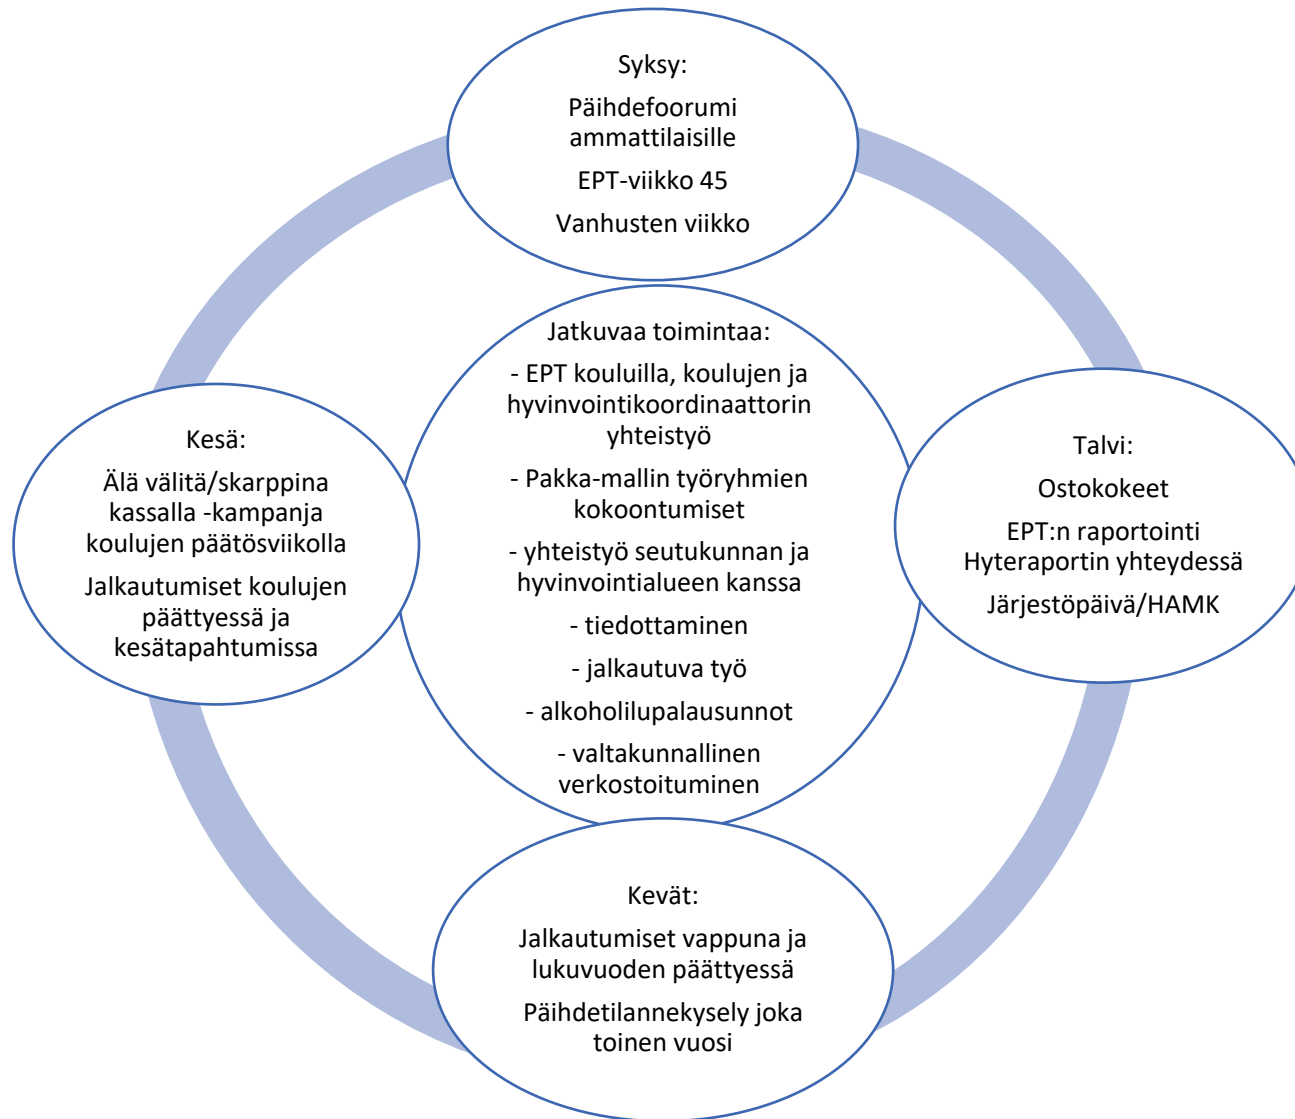 Syksy:
Päihdefoorumi
ammattilaisille
EPT-viikko 45
Vanhusten viikko
Jatkuvaa toimintaa:
- EPT kouluilla, koulujen ja
hyvinvointikoordinaattorin
yhteistyö
- Pakka-mallin työryhmien
kokoontumiset
- yhteistyö seutukunnan ja
hyvinvointialueen kanssa
- tiedottaminen
- jalkautuva työ
- alkoholilupalausunnot
- valtakunnallinen
verkostoituminen
Kesä:
Älä välitä/skarppina
kassalla -kampanja
koulujen päätösviikolla
Jalkautumiset koulujen
päättyessä ja
kesätapahtumissa
Talvi:
Ostokokeet
EPT:n raportointi
Hyteraportin yhteydessä
Järjestöpäivä/HAMK
Kevät:
Jalkautumiset vappuna ja
lukuvuoden päättyessä
Päihdetilannekysely joka
toinen vuosi